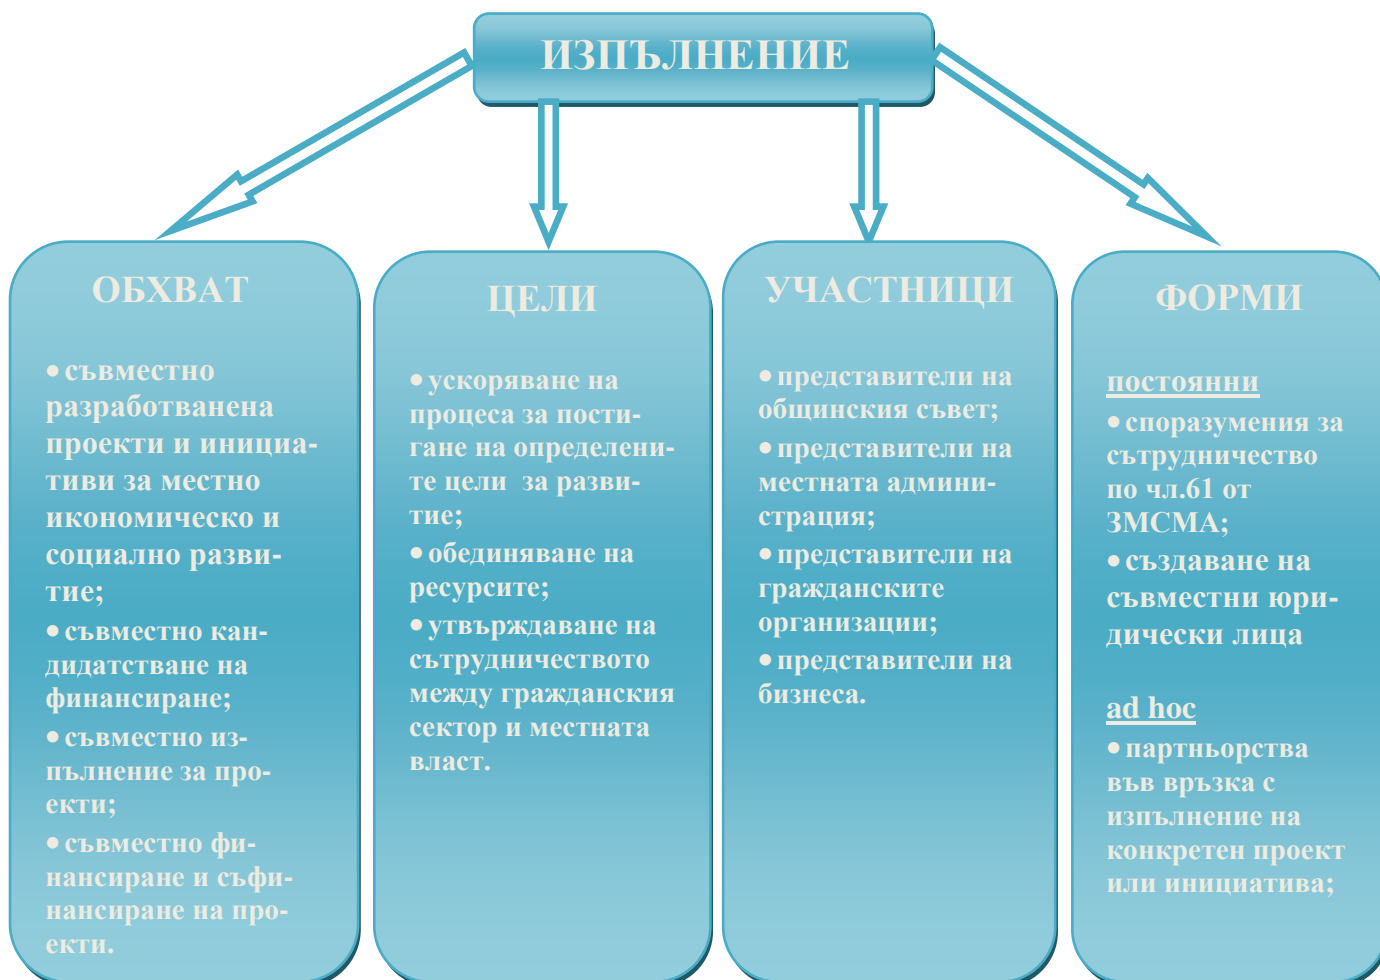 ИЗПЪЛНЕНИЕ
ОБХВАТ
• съвместно
разработванена
проекти и инициа-
тиви за местно
икономическо и
социално разви-
тие;
• съвместно кан-
дидатстване на
финансиране;
• съвместно из-
пълнение за про-
екти;
• съвместно фи-
нансиране и съфи-
нансиране на про-
екти.
ЦЕЛИ
• ускоряване на
процеса за пости-
гане на определени-
те цели за разви-
тие;
• обединяване на
ресурсите;
• утвърждаване на
сътрудничеството
между гражданския
сектор и местната
власт.
УЧАСТНИЦИ
• представители на
общинския съвет;
• представители на
местната админи-
страция;
• представители на
гражданските
организации;
• представители на
бизнеса.
ФОРМИ
постоянни
• споразумения за
сътрудничество
по чл.61 от
ЗМСМА;
• създаване на
съвместни юри-
дически лица
ad hoc
• партньорства
във връзка с
изпълнение на
конкретен проект
или инициатива;